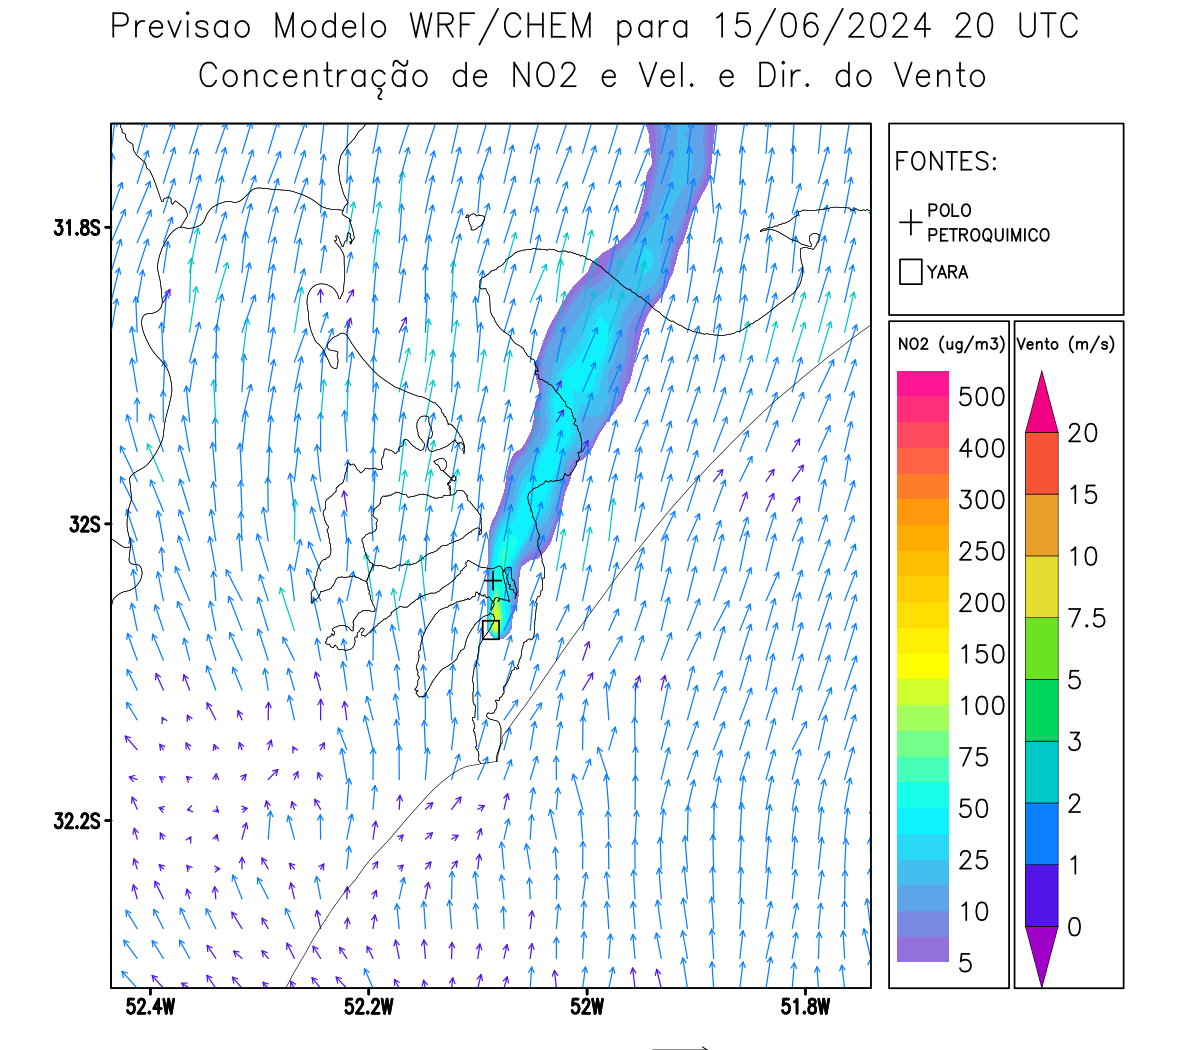 Previsao Modelo WRF/CHEM para 15/06/2024 20 UTC
Concentração de NO2 e Vel. e Dir. do Vento
FONTES:
POLO
PETROQUIMICO
YARA
NO2 (ug/m3)
500
400
300
250
200
150
100
75
50
25
10
5
Vento (m/s)
20
15
10
7.5
5
3
2
1
0
31.8S
32S
32.2S
52.4W
52.2W
52W
51.8W